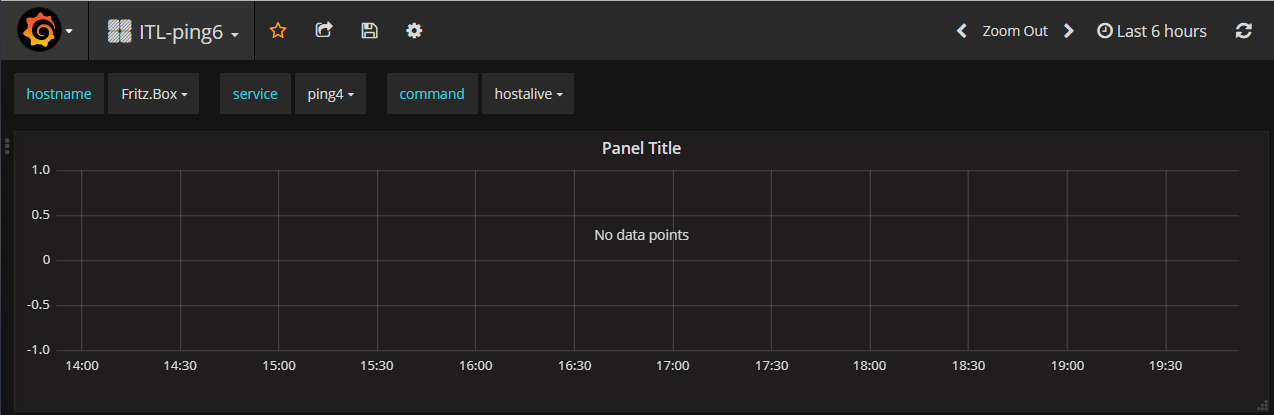 ITL-ping6 Zoom Out Last 6 hours
hostname Fritz.Box service ping4 command hostalive
Panel Title
1.0
0.5
No data points
0
-0.5
-1.0
14:00 14:30 15:00 15:30 16:00 16:30 17:00 17:30 18:00 18:30 19:00 19:30